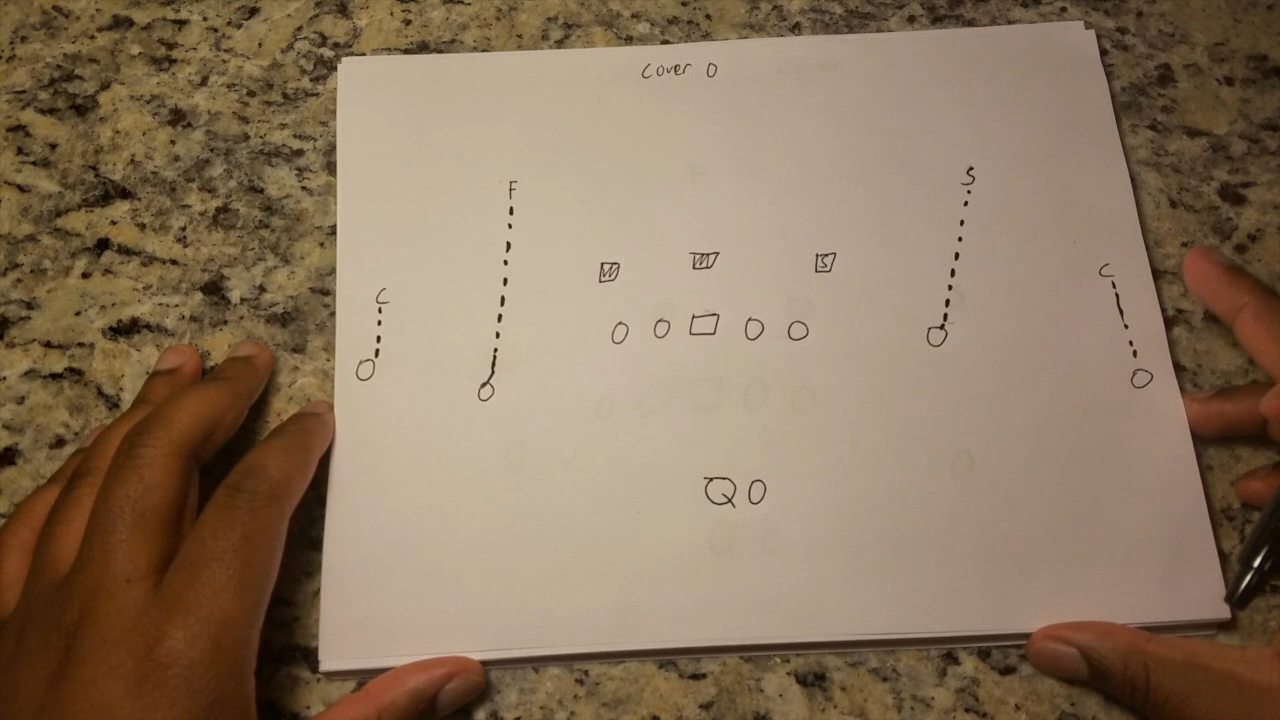 Cover 0
F S
W M S
C C
O O O O O
O O
O
Q O